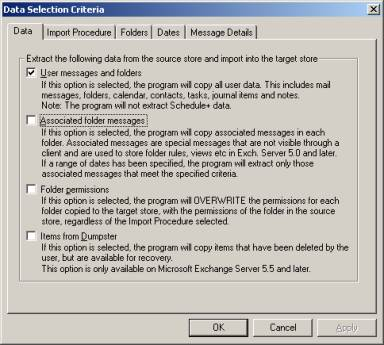 Data Selection Criteria
Data Import Procedure Folders Dates Message Details
Extract the following data from the source store and import into the target store
User messages and folders
If this option is selected, the program will copy all user data. This includes mail
messages, folders, calendar, contacts, tasks, journal items and notes.
Note: The program will not extract Schedule+ data.
Associated folder messages
If this option is selected, the program will copy associated messages in each
folder. Associated messages are special messages that are not visible through a
client and are used to store folder rules, views etc in Exch. Server 5.0 and later.
If a range of dates has been specified, the program will extract only those
associated messages that meet the specified criteria.
Folder permissions
If this option is selected, the program will OVERWRITE the permissions for each
folder copied to the target store, with the permissions of the folder in the source
store, regardless of the Import Procedure selected.
Items from Dumpster
If this option is selected, the program will copy items that have been deleted by the
user, but are available for recovery.
This option is only available on Microsoft Exchange Server 5.5 and later.
OK Cancel Apply